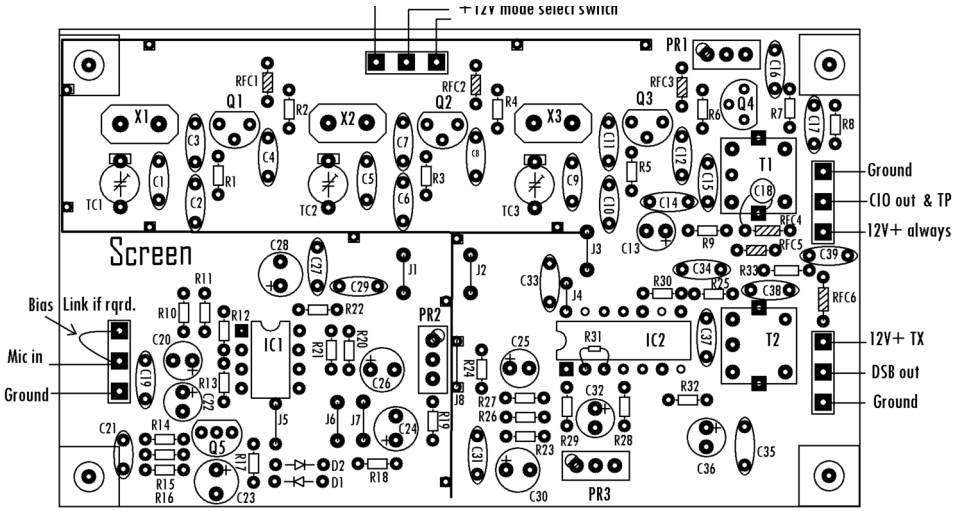 +12V mode select switch
PR1
C16
RFC1
RFC2
RFC3
X1
R2
Q1
X2
R4
Q2
X3
Q3
R6
Q4
R7
C17
R8
C3
C4
C7
C8
C11
C12
T1
Ground
R1
R3
R5
C1
C5
C9
C15
C18
TC1
C2
TC2
C6
TC3
C10
C14
CIO out & TP
RFC4
12V+ always
C13
R9
RFC5
Screen
C28
C27
J1
J2
J3
C39
C34
R33
R11
C29
C33
J4
R30
R25
C38
RFC6
Bias Link if rqrd.
R10
R12
R22
PR2
IC1
R21
R20
R31
IC2
C37
T2
12V+ TX
Mic in
C20
C25
R24
DSB out
C19
R13
C26
J8
C32
R32
Ground
C22
R27
Ground
R26
C21
R14
Q5
J5
J6
J7
C24
R19
R29
R28
R23
C31
R17
D2
R18
C36
C35
R15
D1
R16
C23
C30
PR3